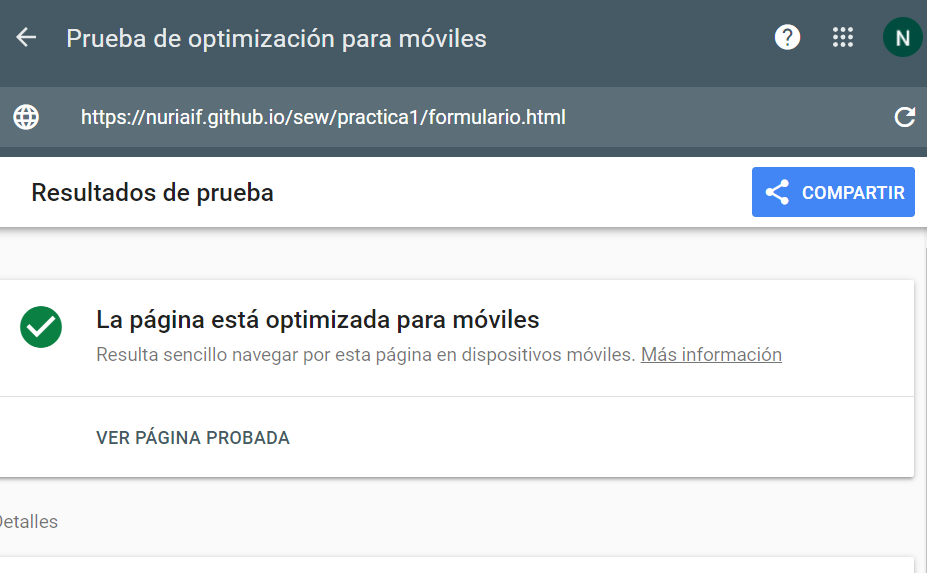 Prueba de optimización para móviles
?
N
https://nuriaif.github.io/sew/practica1/formulario.html
Resultados de prueba
COMPARTIR
La página está optimizada para móviles
Resulta sencillo navegar por esta página en dispositivos móviles. Más información
VER PÁGINA PROBADA
Detalles